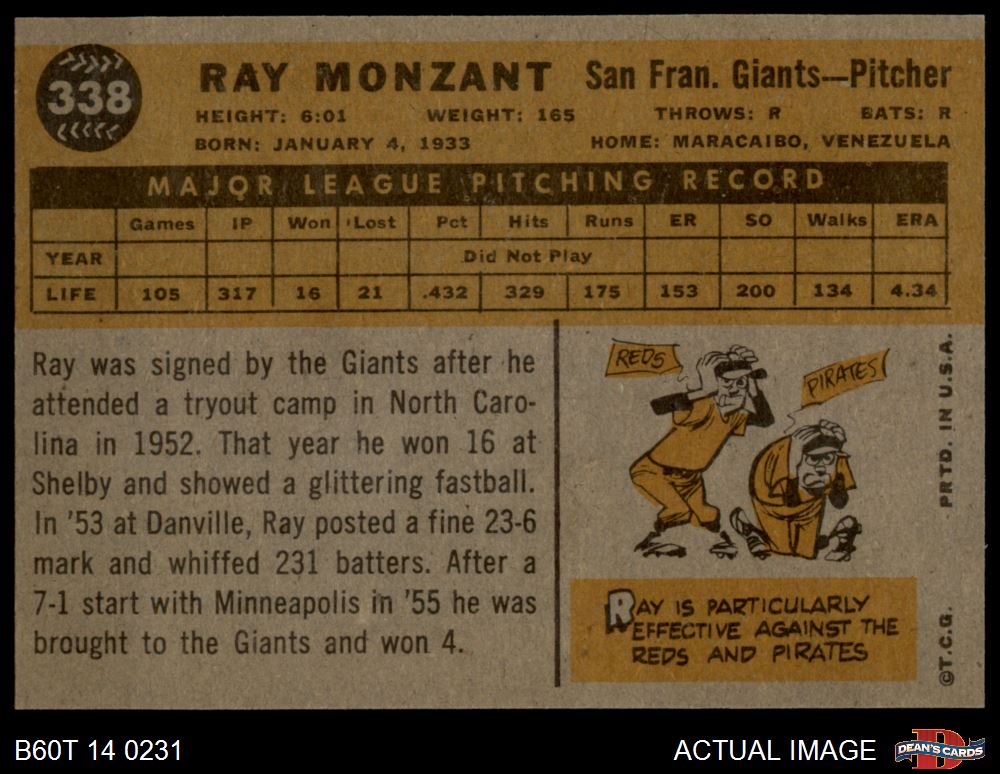 338
RAY MONZANT San Fran. Giants—Pitcher
HEIGHT: 6:01 WEIGHT: 165 THROWS: R BATS: R
BORN: JANUARY 4, 1933 HOME: MARACAIBO, VENEZUELA
MAJOR LEAGUE PITCHING RECORD
Games IP Won Lost Pct Hits Runs ER SO Walks ERA
YEAR Did Not Play
LIFE 105 317 16 21 .432 329 175 153 200 134 4.34
Ray was signed by the Giants after he
attended a tryout camp in North Caro-
lina in 1952. That year he won 16 at
Shelby and showed a glittering fastball.
In '53 at Danville, Ray posted a fine 23-6
mark and whiffed 231 batters. After a
7-1 start with Minneapolis in '55 he was
brought to the Giants and won 4.
REDS
PIRATES
RAY IS PARTICULARLY
EFFECTIVE AGAINST THE
REDS AND PIRATES
©T.C.G. PRTD. IN U.S.A.
B60T 14 0231 ACTUAL IMAGE
DEAN'S CARDS